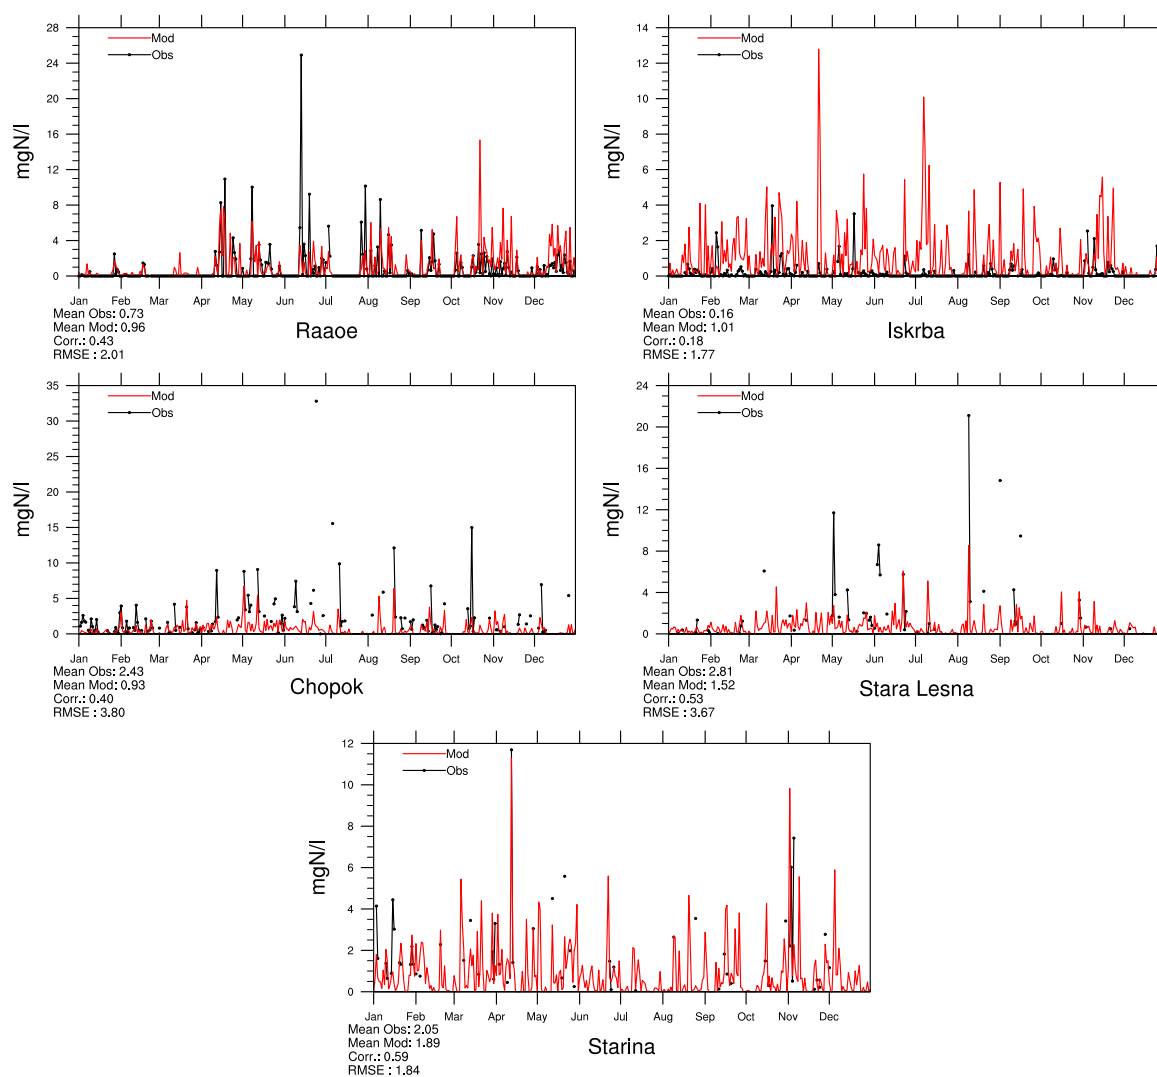 28
24
20
16
12
8
4
0
mgN/l
Mod
Obs
Jan Feb Mar Apr May Jun Jul Aug Sep Oct Nov Dec
Mean Obs: 0.73
Mean Mod: 0.96
Corr.: 0.43
RMSE : 2.01
Raaoe
14
12
10
8
6
4
2
0
mgN/l
Mod
Obs
Jan Feb Mar Apr May Jun Jul Aug Sep Oct Nov Dec
Mean Obs: 0.16
Mean Mod: 1.01
Corr.: 0.18
RMSE : 1.77
Iskrba
35
30
25
20
15
10
5
0
mgN/l
Mod
Obs
Jan Feb Mar Apr May Jun Jul Aug Sep Oct Nov Dec
Mean Obs: 2.43
Mean Mod: 0.93
Corr.: 0.40
RMSE : 3.80
Chopok
24
20
16
12
8
4
0
mgN/l
Mod
Obs
Jan Feb Mar Apr May Jun Jul Aug Sep Oct Nov Dec
Mean Obs: 2.81
Mean Mod: 1.52
Corr.: 0.53
RMSE : 3.67
Stara Lesna
12
10
8
6
4
2
0
mgN/l
Mod
Obs
Jan Feb Mar Apr May Jun Jul Aug Sep Oct Nov Dec
Mean Obs: 2.05
Mean Mod: 1.89
Corr.: 0.59
RMSE : 1.84
Starina